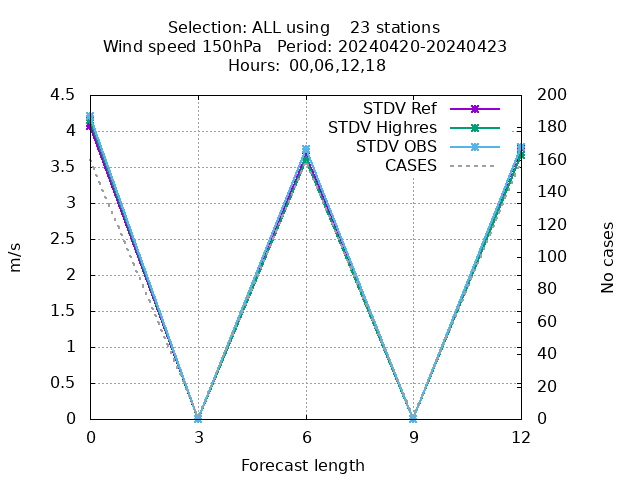 Selection: ALL using    23 stations
Wind speed 150hPa   Period: 20240420-20240423
Hours: 00,06,12,18
STDV Ref
STDV Highres
STDV OBS
CASES
4.5
4
3.5
3
2.5
2
1.5
1
0.5
0
200
180
160
140
120
100
80
60
40
20
0
m/s
No cases
0 3 6 9 12
Forecast length